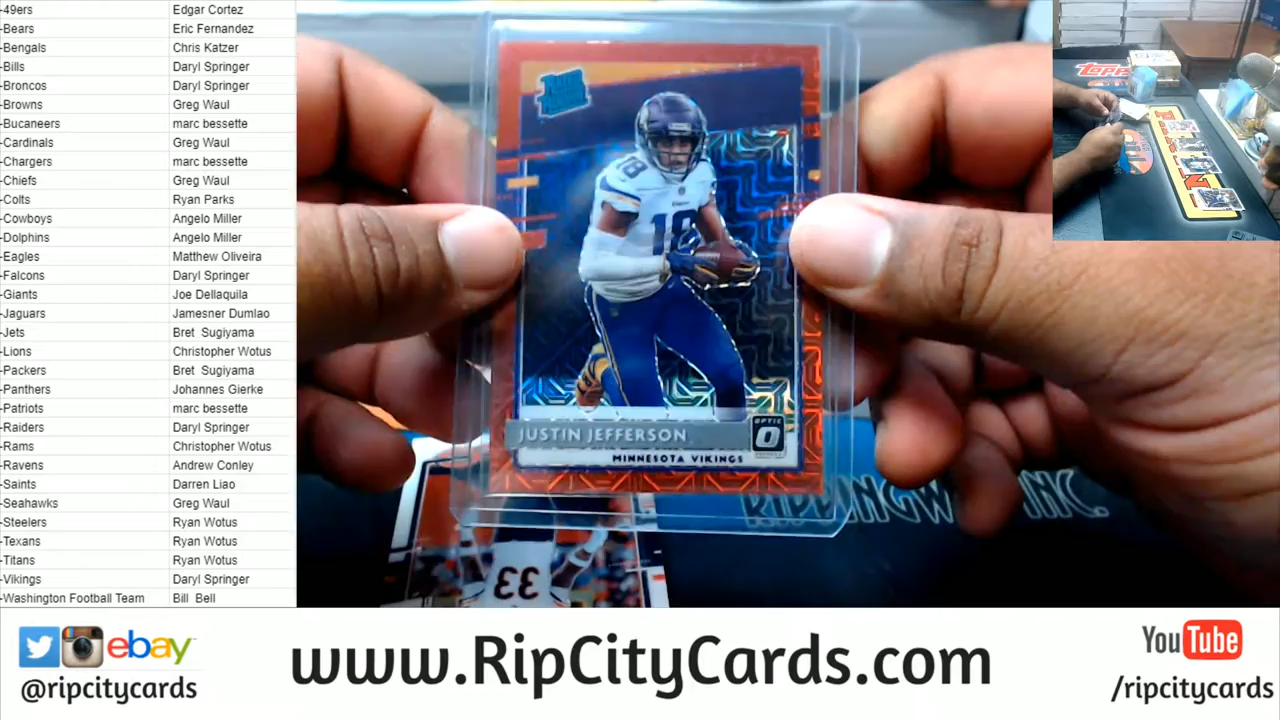 -49ers Edgar Cortez
-Bears Eric Fernandez
-Bengals Chris Katzer
-Bills Daryl Springer
-Broncos Daryl Springer
-Browns Greg Waul
-Bucaneers marc bessette
-Cardinals Greg Waul
-Chargers marc bessette
-Chiefs Greg Waul
-Colts Ryan Parks
-Cowboys Angelo Miller
-Dolphins Angelo Miller
-Eagles Matthew Oliveira
-Falcons Daryl Springer
-Giants Joe Dellaquila
-Jaguars Jamesner Dumlao
-Jets Bret Sugiyama
-Lions Christopher Wotus
-Packers Bret Sugiyama
-Panthers Johannes Gierke
-Patriots marc bessette
-Raiders Daryl Springer
-Rams Christopher Wotus
-Ravens Andrew Conley
-Saints Darren Liao
-Seahawks Greg Waul
-Steelers Ryan Wotus
-Texans Ryan Wotus
-Titans Ryan Wotus
-Vikings Daryl Springer
-Washington Football Team Bill Bell
18
18
JUSTIN JEFFERSON
MINNESOTA VIKINGS
OPTIC
O
33
INC.
TOPPS
ebay
@ripcitycards
www.RipCityCards.com
YouTube
/ripcitycards